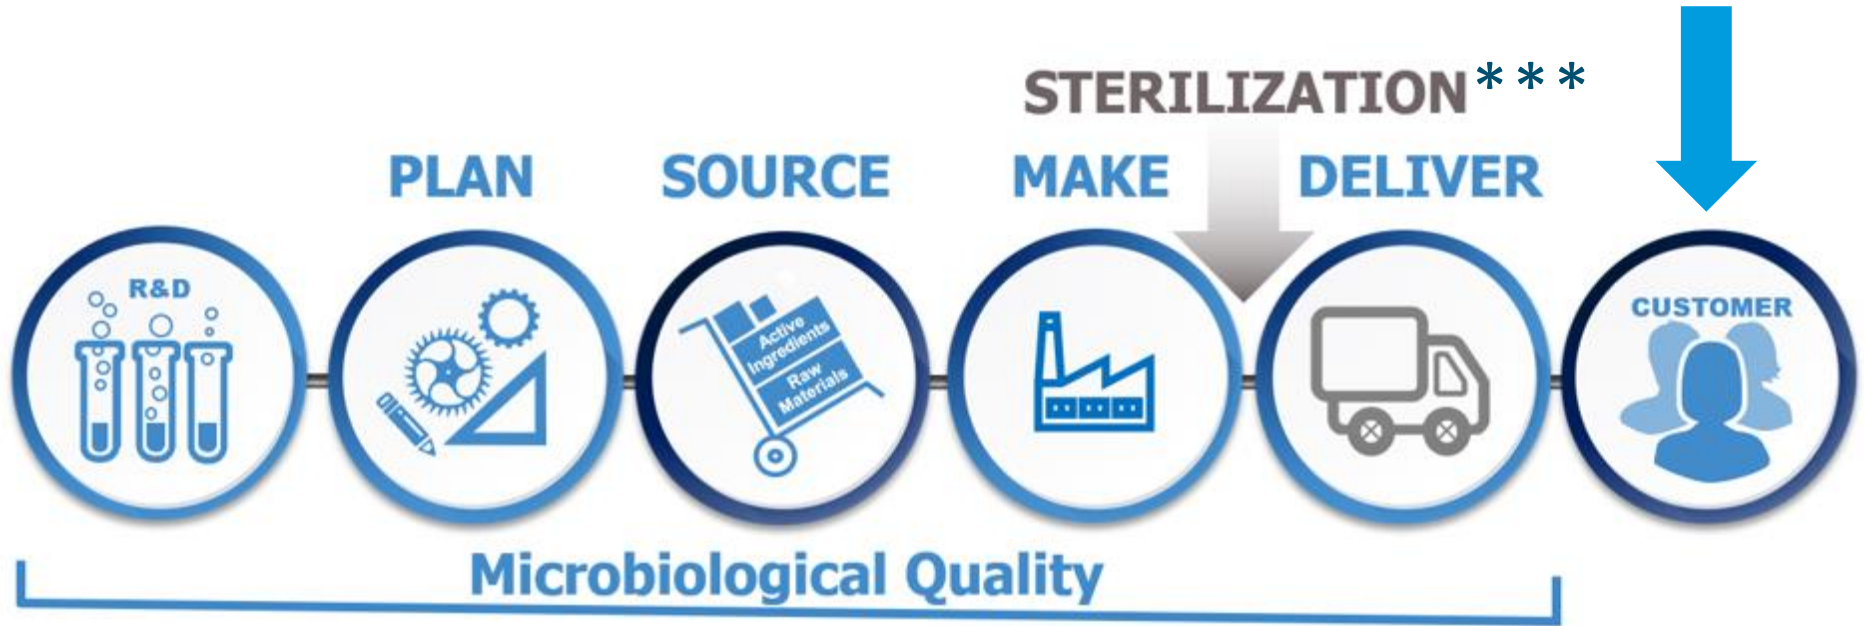 STERILIZATION***
PLAN
SOURCE
MAKE
DELIVER
R&D
Active
Ingredients
Raw
Materials
CUSTOMER
Microbiological Quality